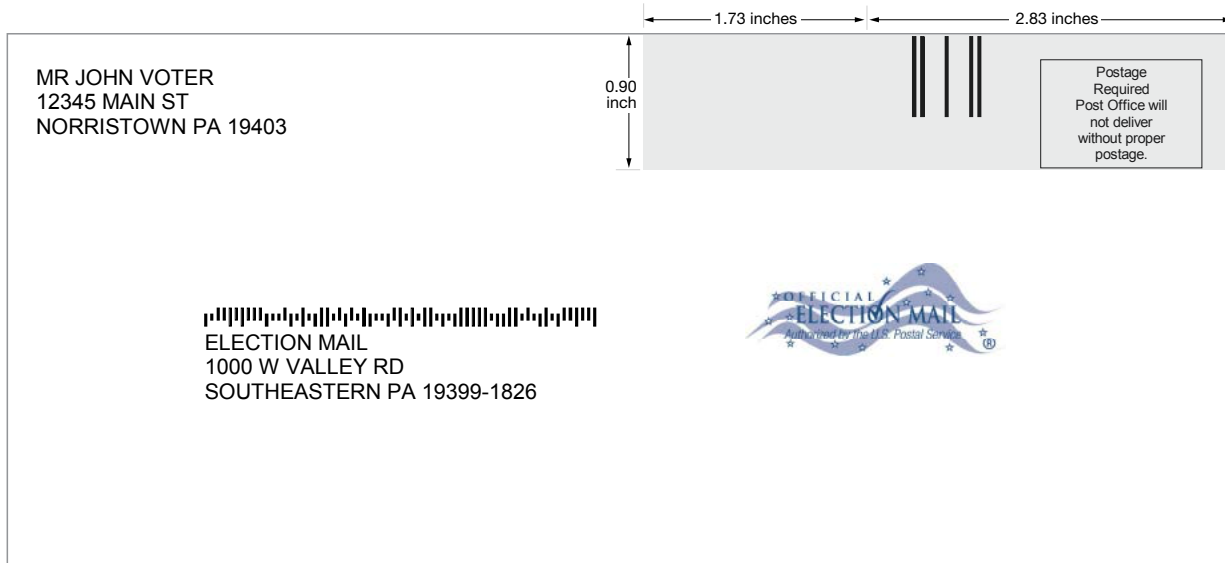 1.73 inches
2.83 inches
MR JOHN VOTER
12345 MAIN ST
NORRISTOWN PA 19403
0.90
inch
Postage
Required
Post Office will
not deliver
without proper
postage.
OFFICIAL
ELECTION MAIL
Authorized by the U.S. Postal Service
®
ELECTION MAIL
1000 W VALLEY RD
SOUTHEASTERN PA 19399-1826